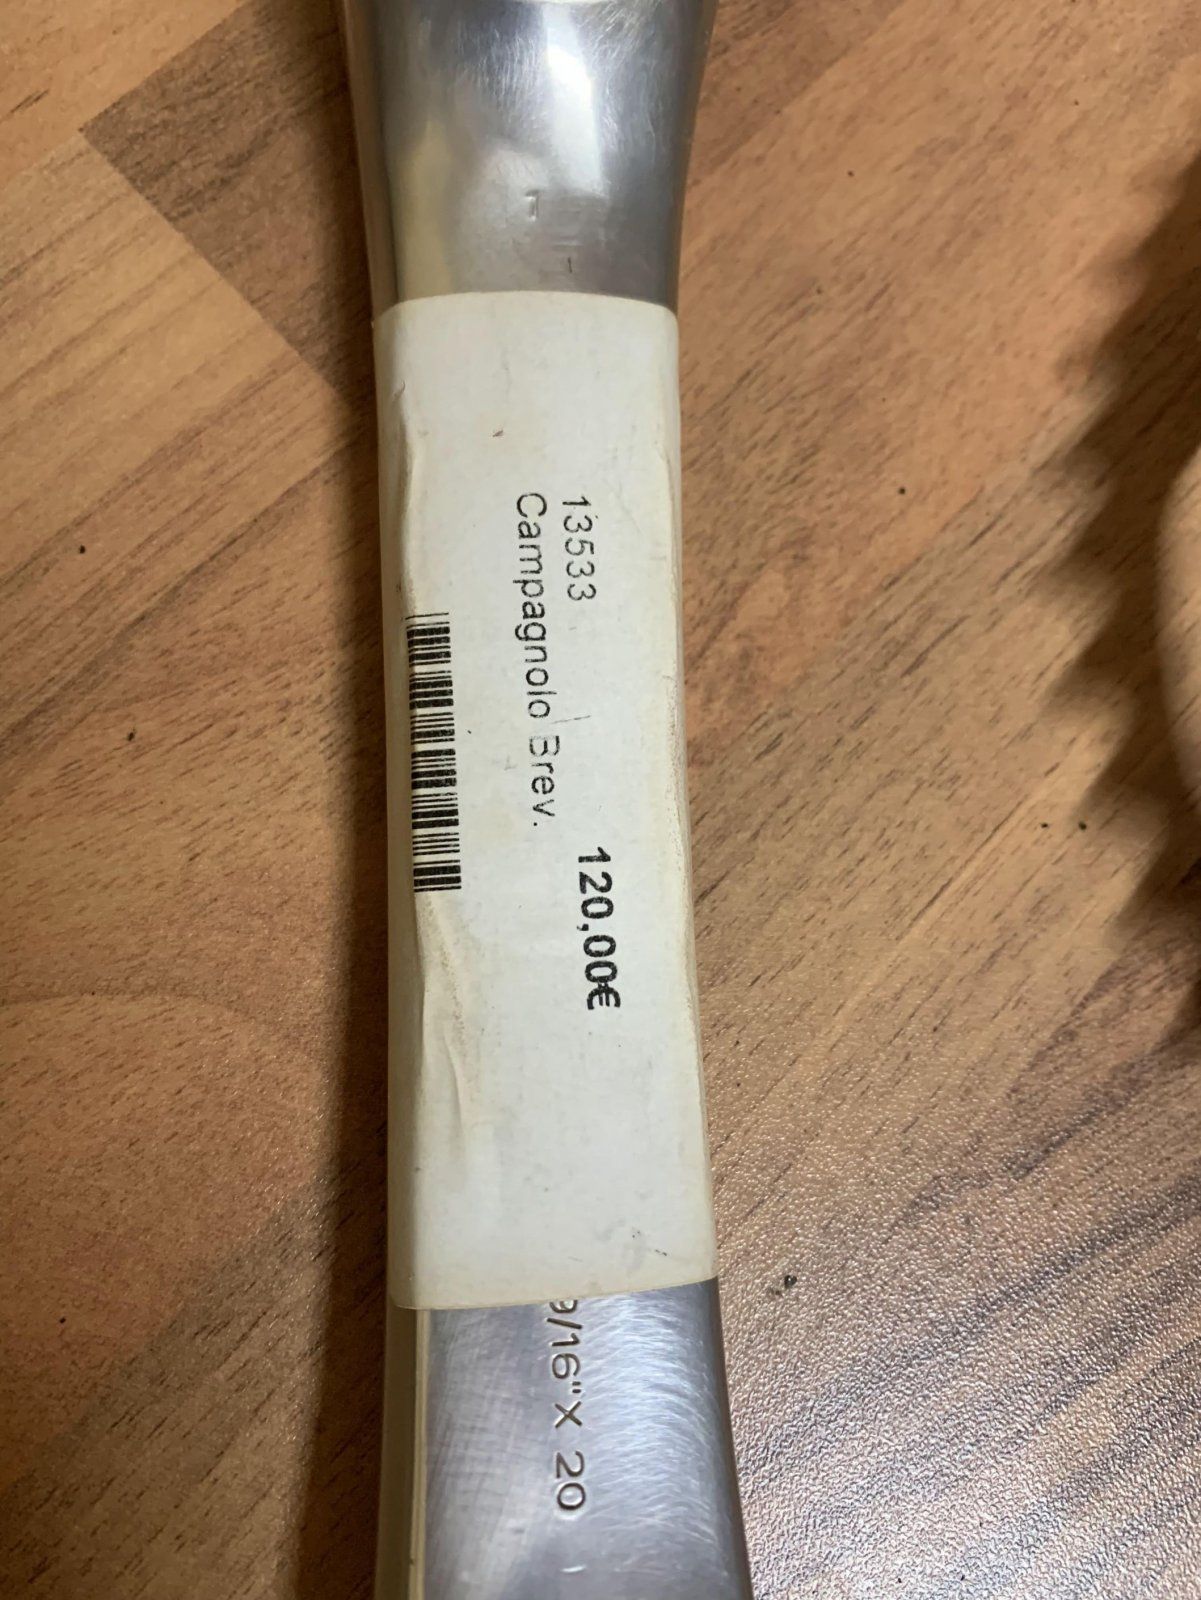 13533
Campagnolo Brev.
120,00€
9/16" X 20